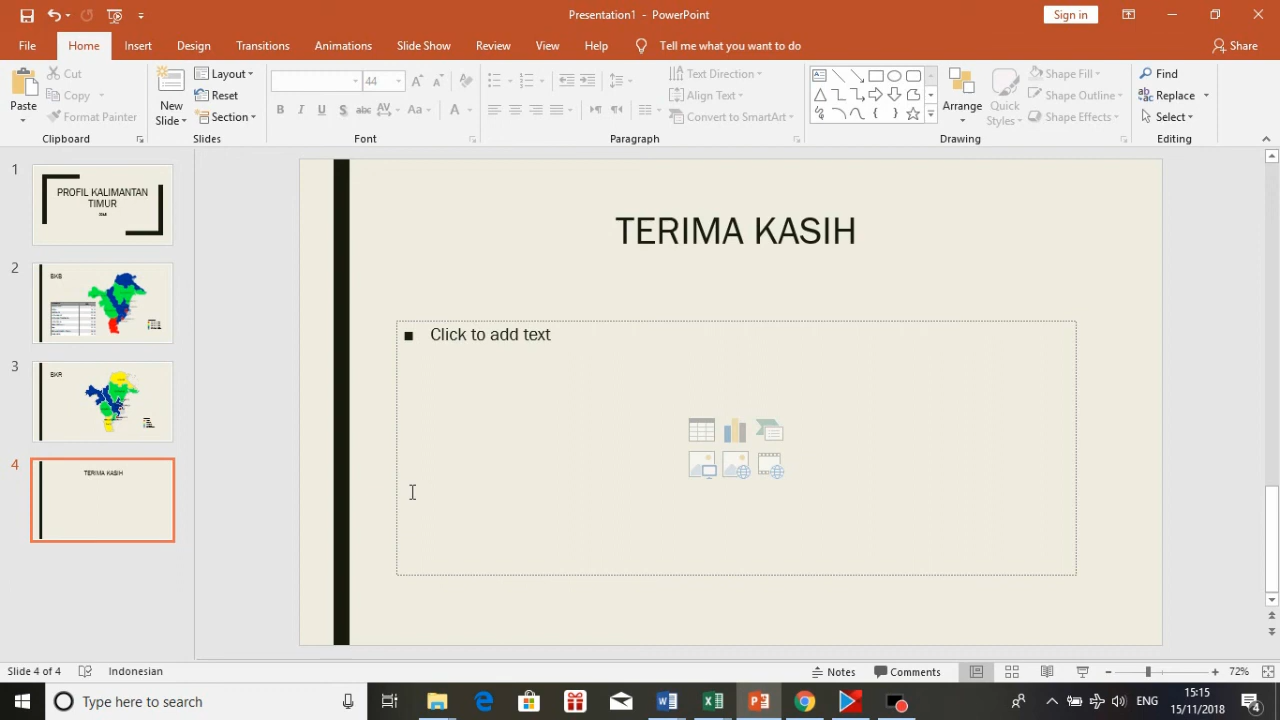 Presentation1 - PowerPoint
Sign in
File Home Insert Design Transitions Animations Slide Show Review View Help Tell me what you want to do Share
Paste
Cut
Copy
Format Painter
Clipboard
New Slide
Layout
Reset
Section
Slides
44
B I U S abc AV Aa A
Font
Paragraph
Text Direction
Align Text
Convert to SmartArt
Arrange
Quick Styles
Shape Fill
Shape Outline
Shape Effects
Drawing
Find
Replace
Select
Editing
1
PROFIL KALIMANTAN
TIMUR
2
BKB
3
BKR
4
TERIMA KASIH
TERIMA KASIH
■ Click to add text
Slide 4 of 4 Indonesian Notes Comments 72%
Type here to search
ENG
15:15
15/11/2018
4